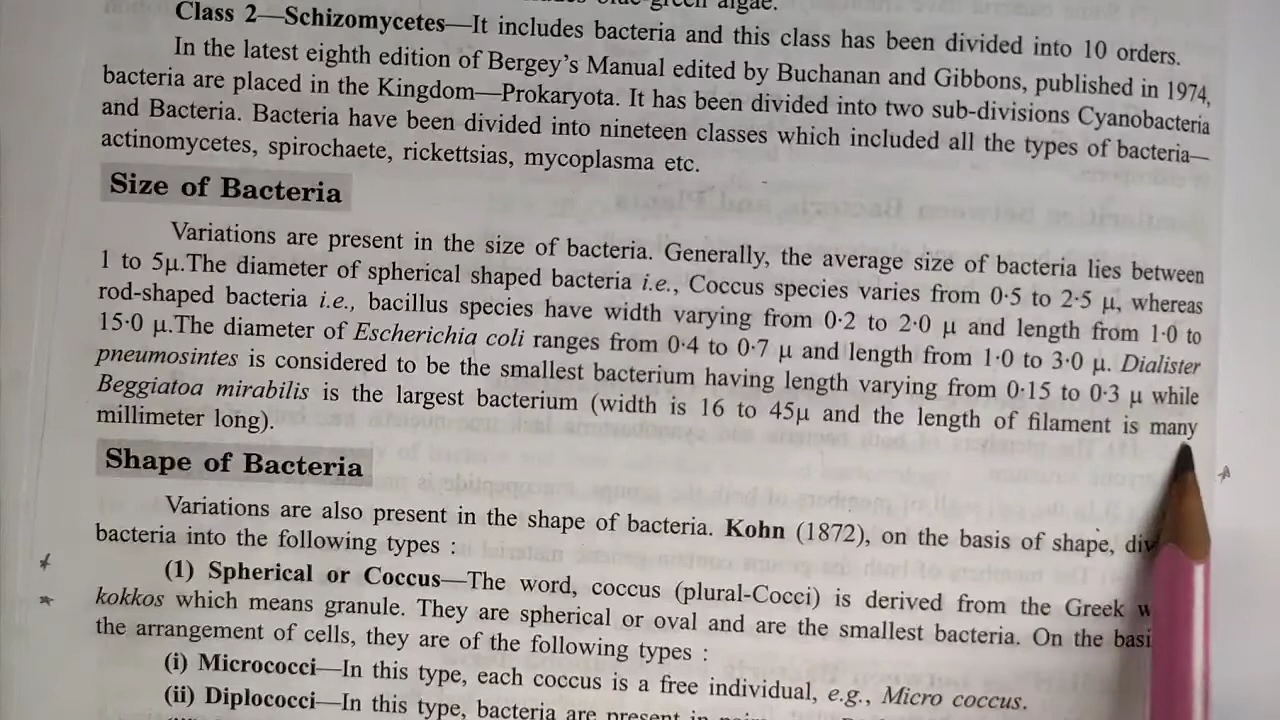 blue-green algae.
Class 2—Schizomycetes—It includes bacteria and this class has been divided into 10 orders.
In the latest eighth edition of Bergey's Manual edited by Buchanan and Gibbons, published in 1974,
bacteria are placed in the Kingdom—Prokaryota. It has been divided into two sub-divisions Cyanobacteria
and Bacteria. Bacteria have been divided into nineteen classes which included all the types of bacteria—
actinomycetes, spirochaete, rickettsias, mycoplasma etc.
Size of Bacteria
Variations are present in the size of bacteria. Generally, the average size of bacteria lies between
1 to 5μ.The diameter of spherical shaped bacteria i.e., Coccus species varies from 0·5 to 2·5 μ, whereas
rod-shaped bacteria i.e., bacillus species have width varying from 0·2 to 2·0 μ and length from 1·0 to
15·0 μ.The diameter of Escherichia coli ranges from 0·4 to 0·7 μ and length from 1·0 to 3·0 μ. Dialister
pneumosintes is considered to be the smallest bacterium having length varying from 0·15 to 0·3 μ while
Beggiatoa mirabilis is the largest bacterium (width is 16 to 45μ and the length of filament is many
millimeter long).
Shape of Bacteria
Variations are also present in the shape of bacteria. Kohn (1872), on the basis of shape, div
bacteria into the following types :
(1) Spherical or Coccus—The word, coccus (plural-Cocci) is derived from the Greek
kokkos which means granule. They are spherical or oval and are the smallest bacteria. On the basi
the arrangement of cells, they are of the following types :
(i) Micrococci—In this type, each coccus is a free individual, e.g., Micro coccus.
(ii) Diplococci—In this type, bacteria are present in